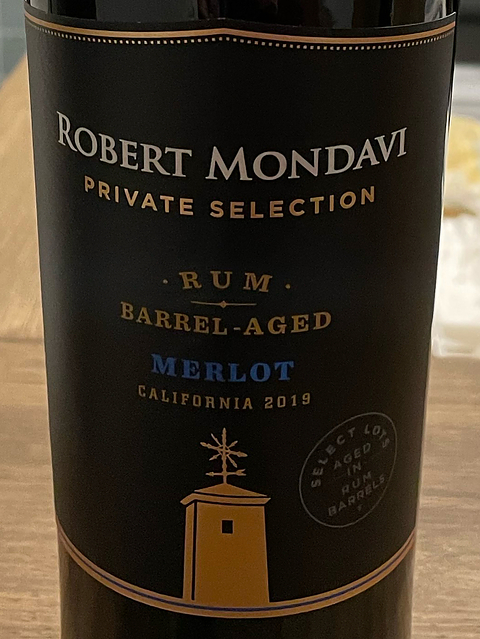 ROBERT MONDAVI
PRIVATE SELECTION
· RUM ·
BARREL-AGED
MERLOT
CALIFORNIA 2019
SELECT LOTS
AGED
IN
RUM
BARRELS